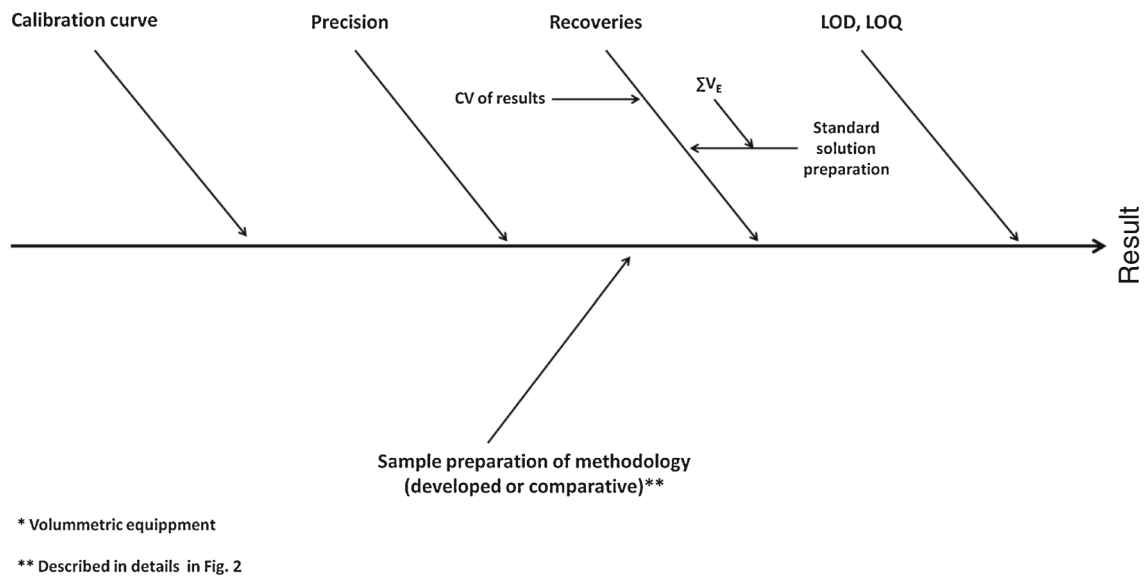 Calibration curve
Precision
Recoveries
LOD, LOQ
CV of results
∑VE
Standard
solution
preparation
Result
Sample preparation of methodology
(developed or comparative)**
* Volummetric equippment
** Described in details in Fig. 2